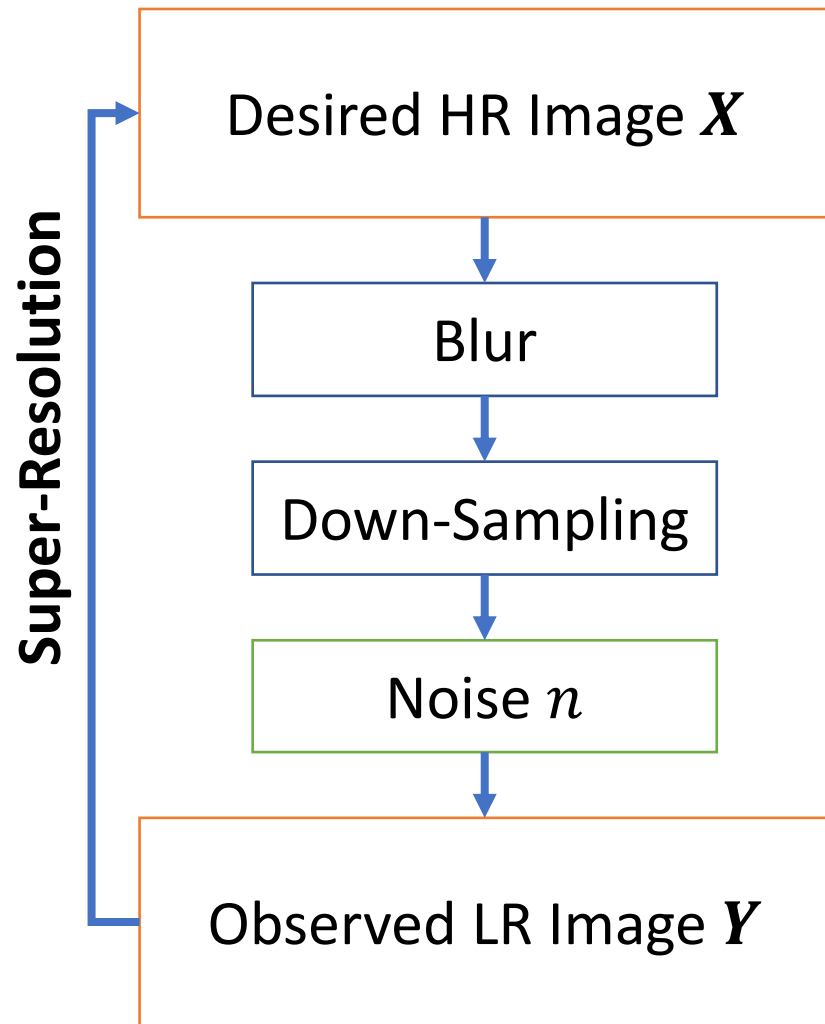 Desired HR Image X
Blur
Down-Sampling
Noise n
Observed LR Image Y
Super-Resolution